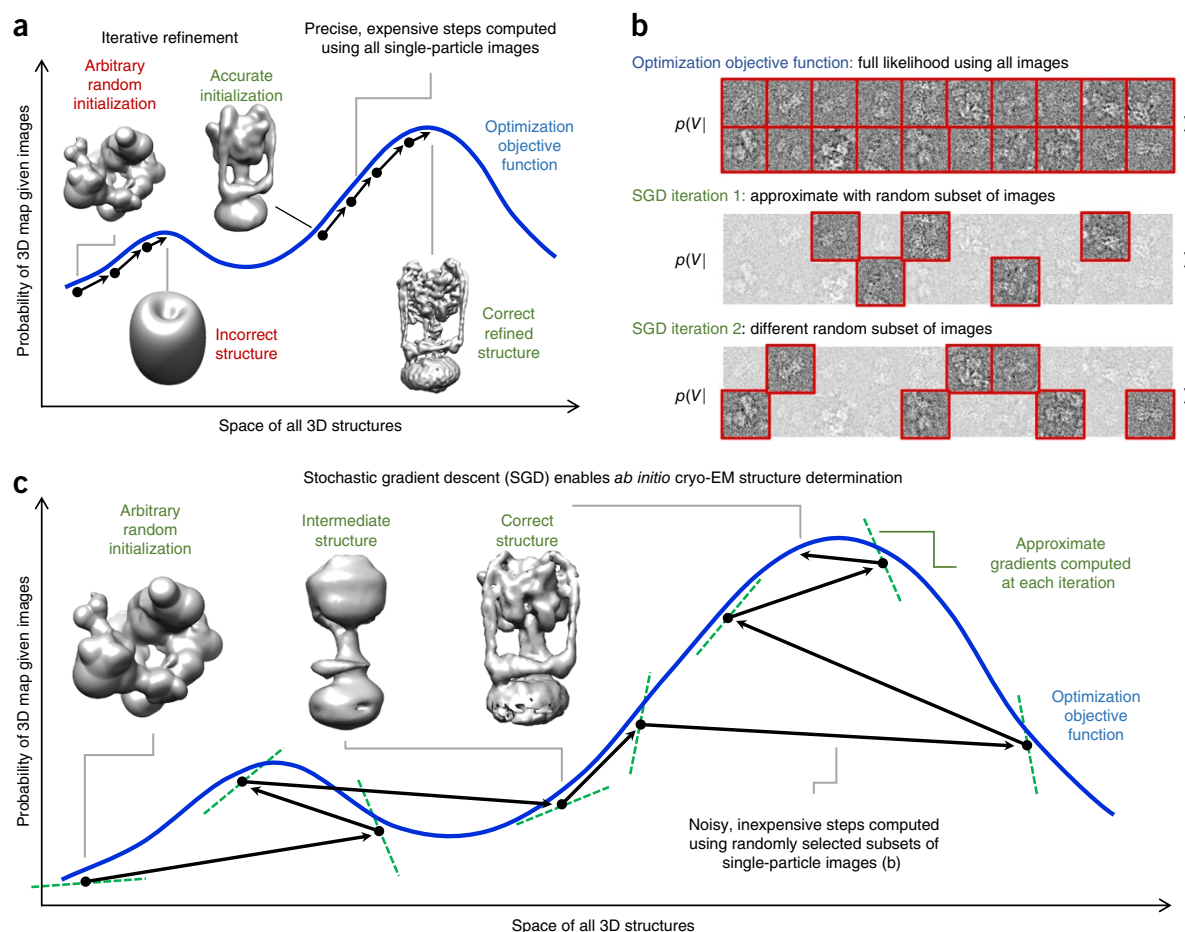 a
Iterative refinement
Precise, expensive steps computed
using all single-particle images
Arbitrary
random
initialization
Accurate
initialization
Optimization
objective
function
Incorrect
structure
Correct
refined
structure
Probability of 3D map given images
Space of all 3D structures
b
Optimization objective function: full likelihood using all images
p(V|
SGD iteration 1: approximate with random subset of images
p(V|
SGD iteration 2: different random subset of images
p(V|
c
Stochastic gradient descent (SGD) enables ab initio cryo-EM structure determination
Arbitrary
random
initialization
Intermediate
structure
Correct
structure
Approximate
gradients computed
at each iteration
Optimization
objective
function
Noisy, inexpensive steps computed
using randomly selected subsets of
single-particle images (b)
Probability of 3D map given images
Space of all 3D structures